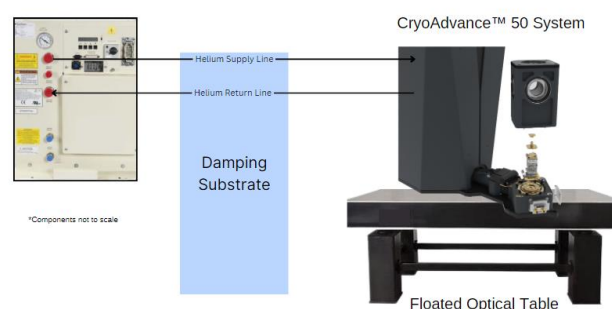 CryoAdvance™ 50 System
Helium Supply Line
Helium Return Line
Damping
Substrate
*Components not to scale
Floated Optical Table